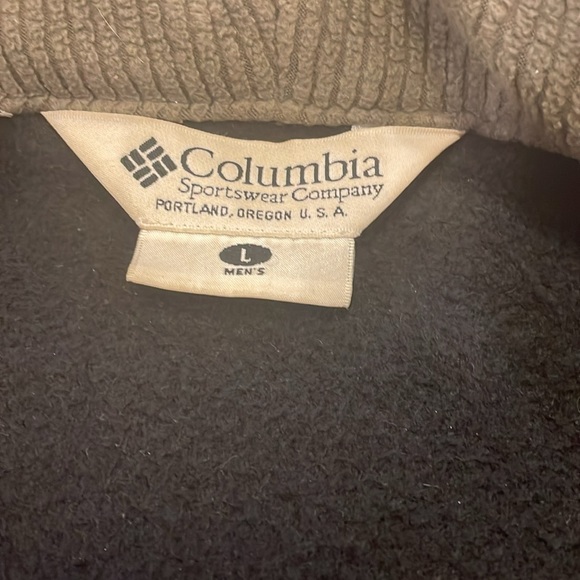 Columbia
Sportswear Company
PORTLAND, OREGON U. S. A.
L
MEN'S